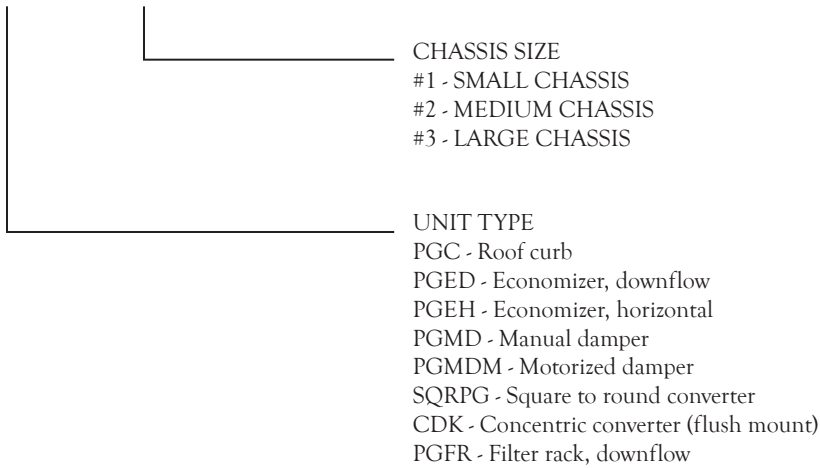 CHASSIS SIZE
#1 - SMALL CHASSIS
#2 - MEDIUM CHASSIS
#3 - LARGE CHASSIS
UNIT TYPE
PGC - Roof curb
PGED - Economizer, downflow
PGEH - Economizer, horizontal
PGMD - Manual damper
PGMDM - Motorized damper
SQRPG - Square to round converter
CDK - Concentric converter (flush mount)
PGFR - Filter rack, downflow